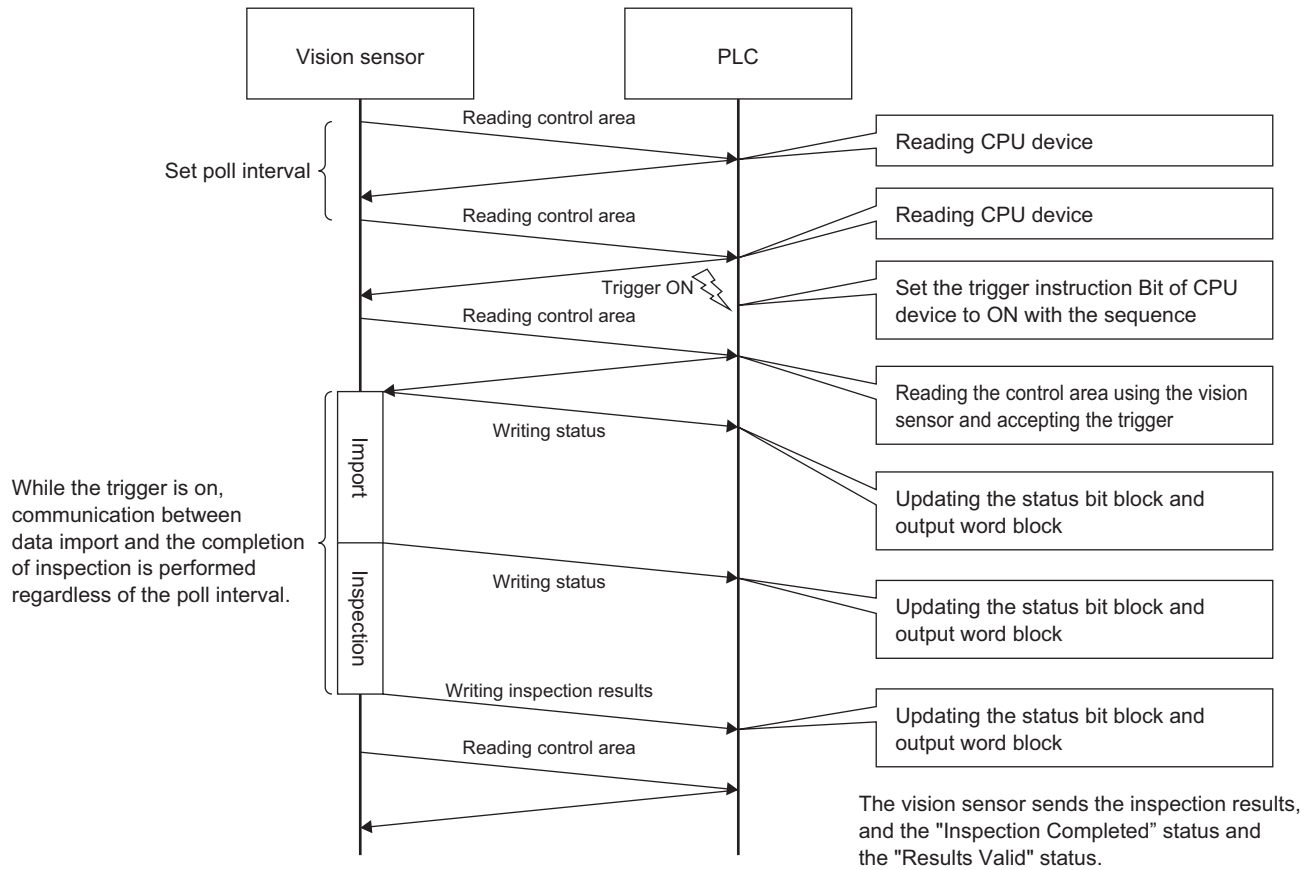 Vision sensor
PLC
Reading control area
Reading CPU device
Set poll interval
Reading control area
Reading CPU device
Trigger ON
Set the trigger instruction Bit of CPU
device to ON with the sequence
Reading control area
Reading the control area using the vision
sensor and accepting the trigger
Writing status
Import
Updating the status bit block and
output word block
While the trigger is on,
communication between
data import and the completion
of inspection is performed
regardless of the poll interval.
Writing status
Inspection
Updating the status bit block and
output word block
Writing inspection results
Updating the status bit block and
output word block
Reading control area
The vision sensor sends the inspection results,
and the "Inspection Completed” status and
the "Results Valid" status.